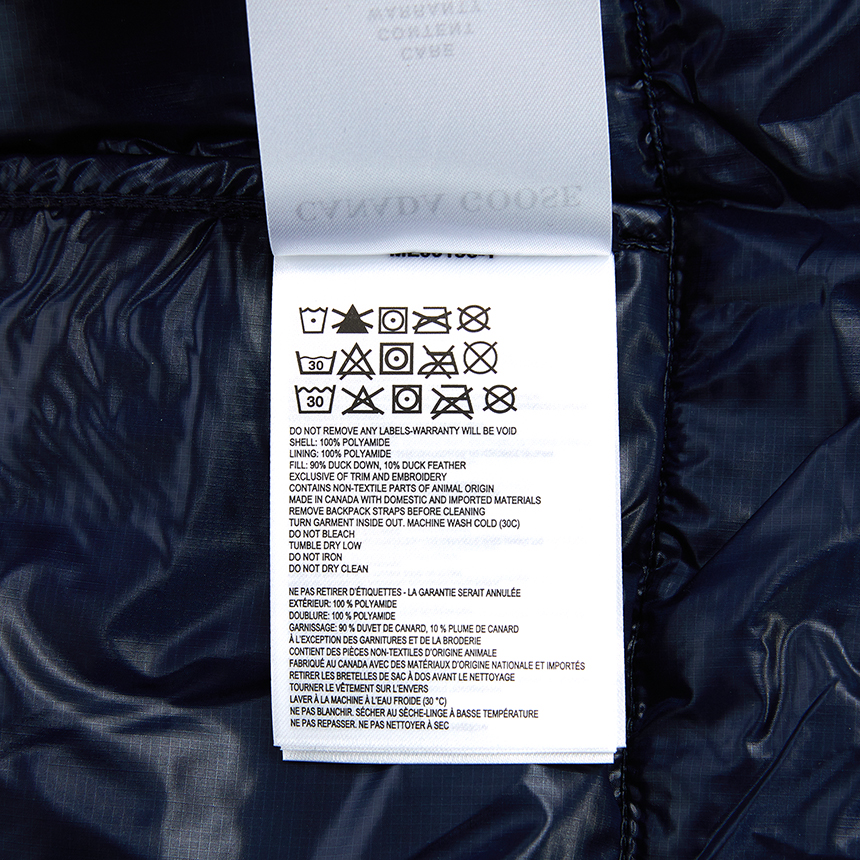 WARRANTY
CONTENT
CARE
CANADA GOOSE
30
30
DO NOT REMOVE ANY LABELS-WARRANTY WILL BE VOID
SHELL: 100% POLYAMIDE
LINING: 100% POLYAMIDE
FILL: 90% DUCK DOWN, 10% DUCK FEATHER
EXCLUSIVE OF TRIM AND EMBROIDERY
CONTAINS NON-TEXTILE PARTS OF ANIMAL ORIGIN
MADE IN CANADA WITH DOMESTIC AND IMPORTED MATERIALS
REMOVE BACKPACK STRAPS BEFORE CLEANING
TURN GARMENT INSIDE OUT. MACHINE WASH COLD (30C)
DO NOT BLEACH
TUMBLE DRY LOW
DO NOT IRON
DO NOT DRY CLEAN
NE PAS RETIRER D'ÉTIQUETTES - LA GARANTIE SERAIT ANNULÉE
EXTÉRIEUR: 100 % POLYAMIDE
DOUBLURE: 100 % POLYAMIDE
GARNISSAGE: 90 % DUVET DE CANARD, 10 % PLUME DE CANARD
À L'EXCEPTION DES GARNITURES ET DE LA BRODERIE
CONTIENT DES PIÈCES NON-TEXTILES D'ORIGINE ANIMALE
FABRIQUÉ AU CANADA AVEC DES MATÉRIAUX D'ORIGINE NATIONALE ET IMPORTÉS
RETIRER LES BRETELLES DE SAC À DOS AVANT LE NETTOYAGE
TOURNER LE VÊTEMENT SUR L'ENVERS
LAVER À LA MACHINE À L'EAU FROIDE (30 °C)
NE PAS BLANCHIR. SÉCHER AU SÈCHE-LINGE À BASSE TEMPÉRATURE
NE PAS REPASSER. NE PAS NETTOYER À SEC